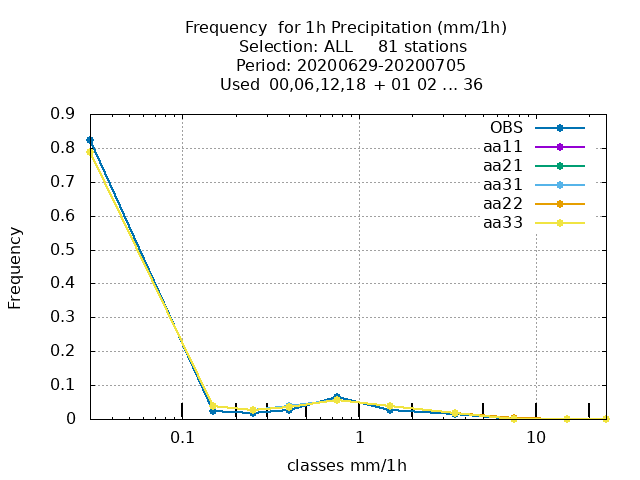 Frequency  for 1h Precipitation (mm/1h)
Selection: ALL     81 stations
Period: 20200629-20200705
Used  00,06,12,18  + 01 02 ... 36
0.9
0.8
0.7
0.6
0.5
0.4
0.3
0.2
0.1
0
Frequency
OBS
aa11
aa21
aa31
aa22
aa33
0.1
1
10
classes mm/1h